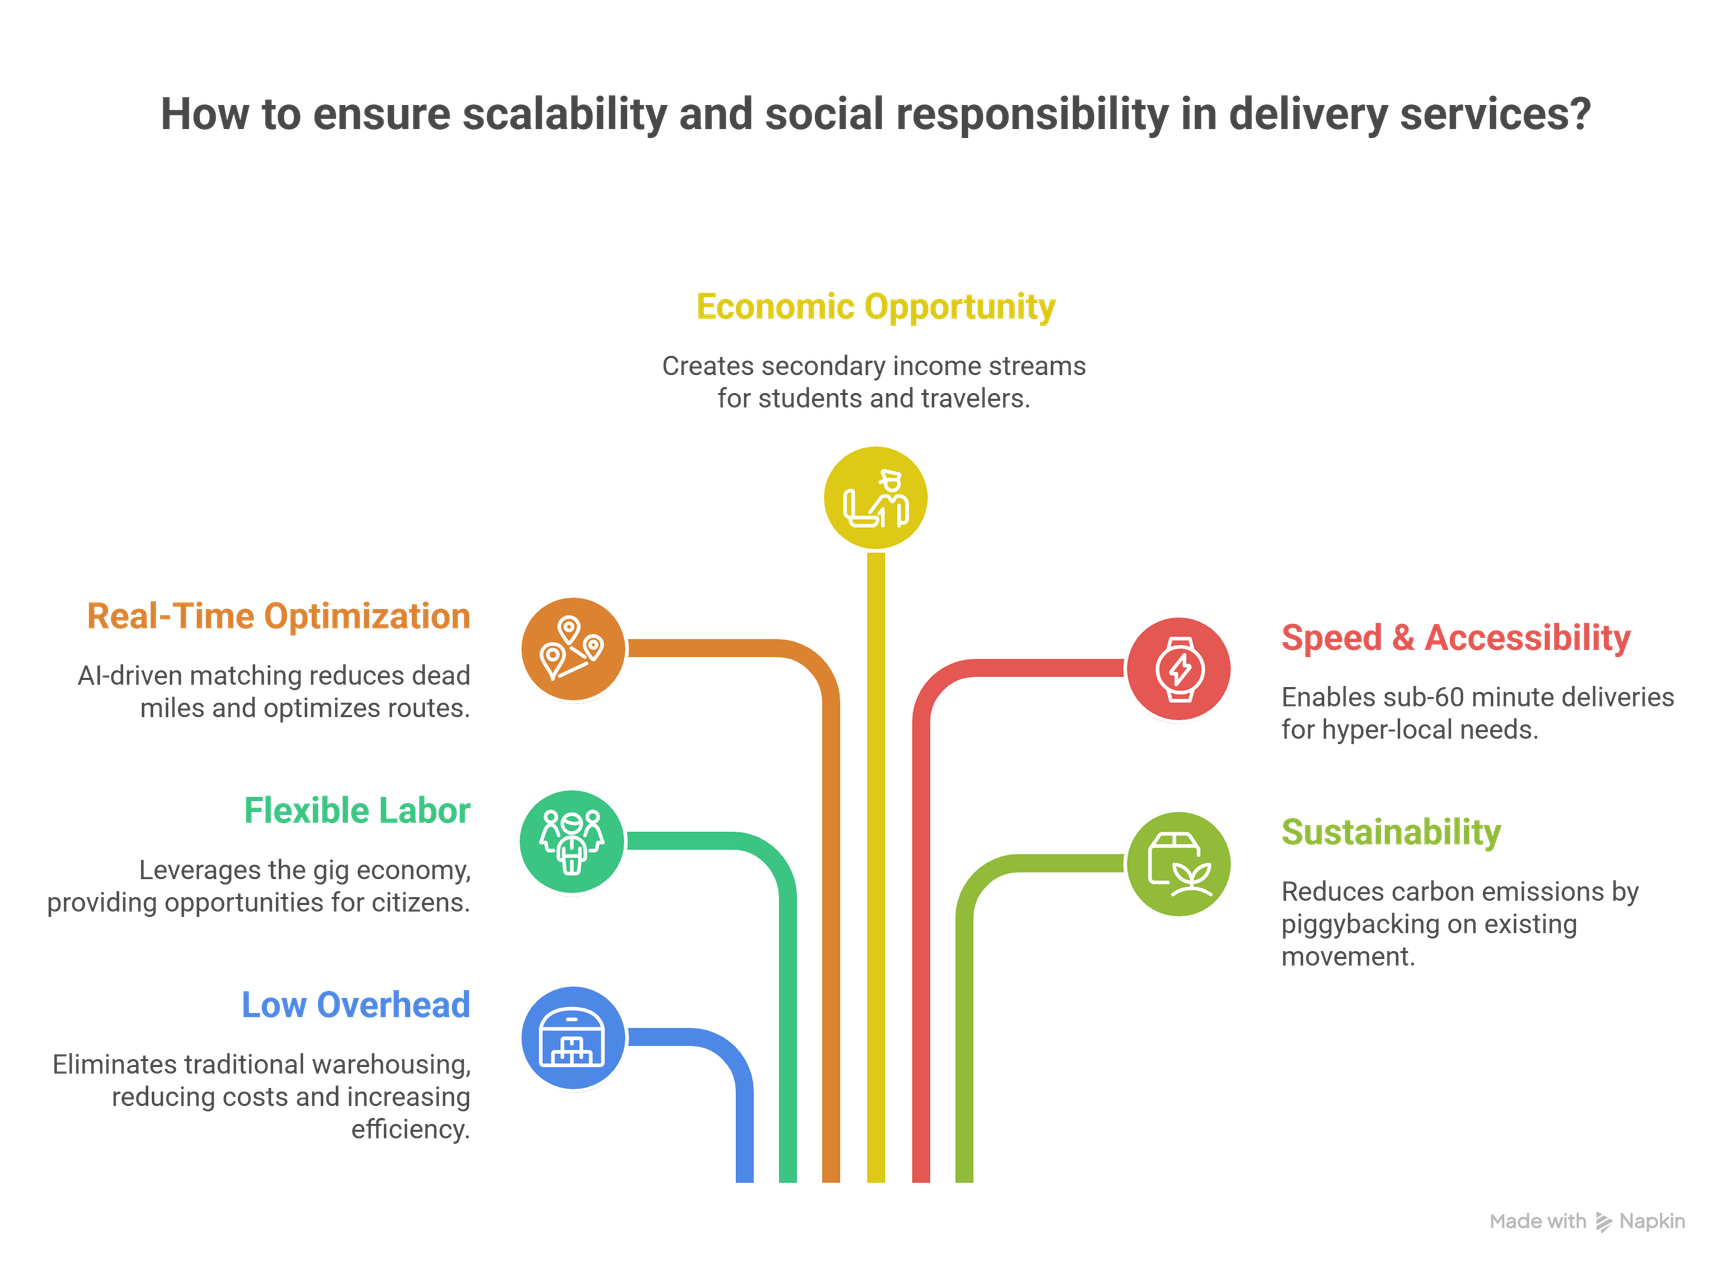 How to ensure scalability and social responsibility in delivery services?
Economic Opportunity
Creates secondary income streams
for students and travelers.
Real-Time Optimization
AI-driven matching reduces dead
miles and optimizes routes.
Speed & Accessibility
Enables sub-60 minute deliveries
for hyper-local needs.
Flexible Labor
Leverages the gig economy,
providing opportunities for citizens.
Sustainability
Reduces carbon emissions by
piggybacking on existing
movement.
Low Overhead
Eliminates traditional warehousing,
reducing costs and increasing
efficiency.
Made with Napkin